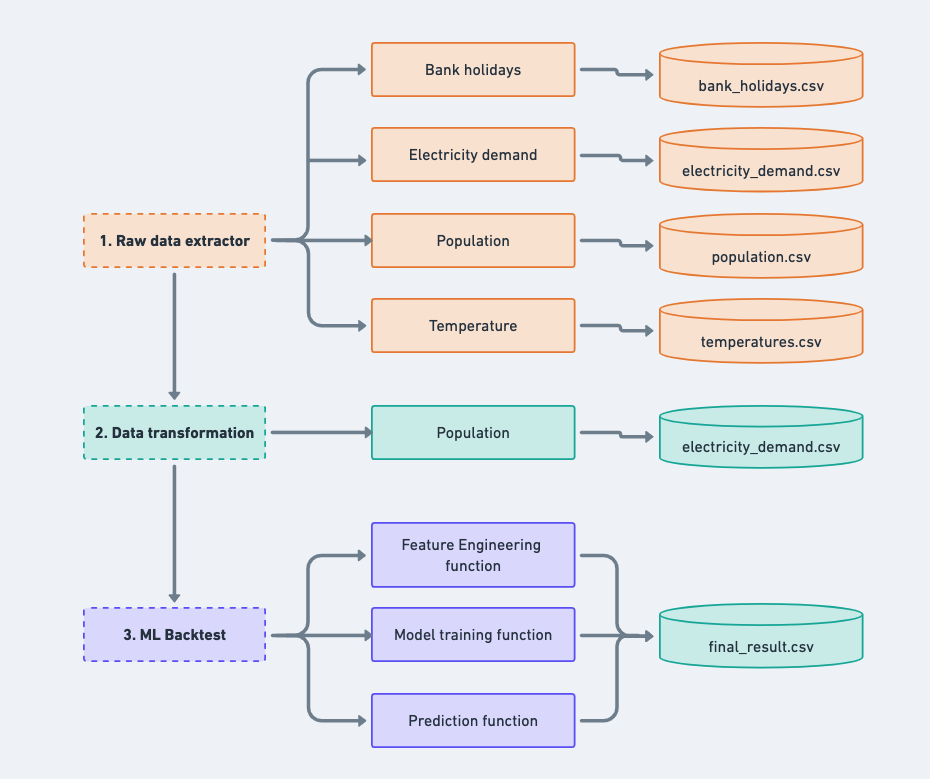 Bank holidays
bank_holidays.csv
Electricity demand
electricity_demand.csv
1. Raw data extractor
Population
population.csv
Temperature
temperatures.csv
2. Data transformation
Population
electricity_demand.csv
Feature Engineering
function
3. ML Backtest
Model training function
final_result.csv
Prediction function